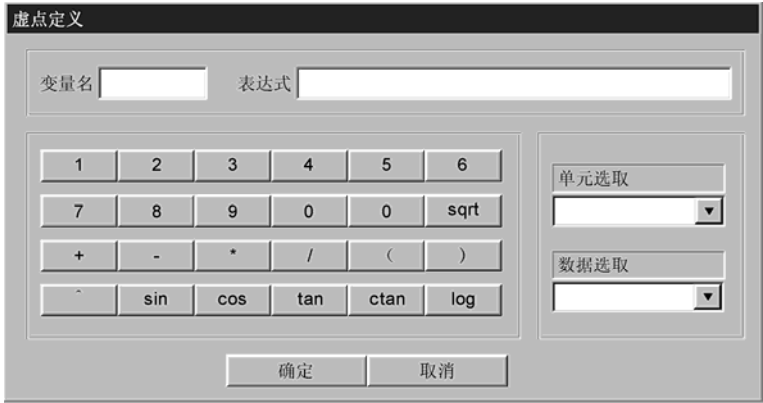 虚点定义
变量名 表达式
1 2 3 4 5 6
单元选取
7 8 9 0 0 sqrt
+ - * / ( )
数据选取
^ sin cos tan ctan log
确定 取消